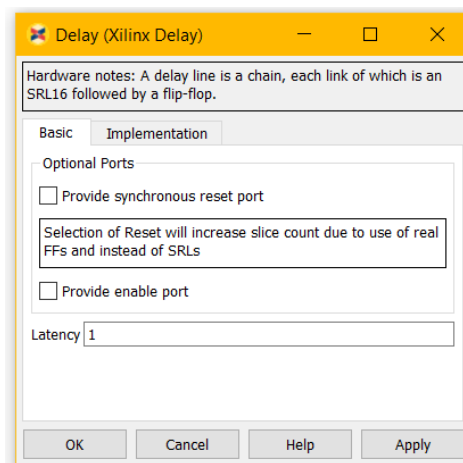 Delay (Xilinx Delay)
Hardware notes: A delay line is a chain, each link of which is an
SRL16 followed by a flip-flop.
Basic Implementation
Optional Ports
Provide synchronous reset port
Selection of Reset will increase slice count due to use of real
FFs and instead of SRLs
Provide enable port
Latency 1
OK Cancel Help Apply